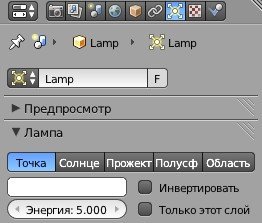 Lamp Lamp
Lamp F
Предпросмотр
Лампа
Точка Солнце Прожект Полусф Область
Инвертировать
Энергия: 5.000 Только этот слой